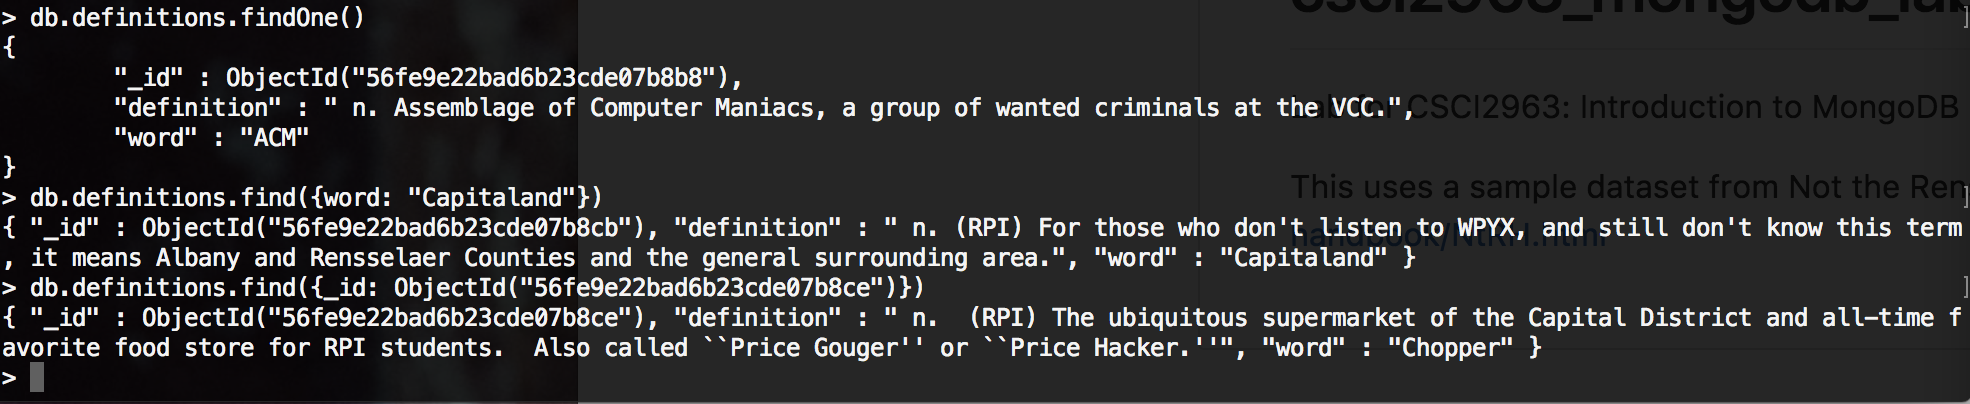 > db.definitions.findOne()
{
        "_id" : ObjectId("56fe9e22bad6b23cde07b8b8"),
        "definition" : " n. Assemblage of Computer Maniacs, a group of wanted criminals at the VCC.",
        "word" : "ACM"
}
> db.definitions.find({word: "Capitaland"})
{ "_id" : ObjectId("56fe9e22bad6b23cde07b8cb"), "definition" : " n. (RPI) For those who don't listen to WPYX, and still don't know this term
, it means Albany and Rensselaer Counties and the general surrounding area.", "word" : "Capitaland" }
> db.definitions.find({_id: ObjectId("56fe9e22bad6b23cde07b8ce")})
{ "_id" : ObjectId("56fe9e22bad6b23cde07b8ce"), "definition" : " n.  (RPI) The ubiquitous supermarket of the Capital District and all-time f
avorite food store for RPI students.  Also called ``Price Gouger'' or ``Price Hacker.''", "word" : "Chopper" }
>
for CSCI2963: Introduction to MongoDB
This uses a sample dataset from Not the Ren
handbook/NtRH.html